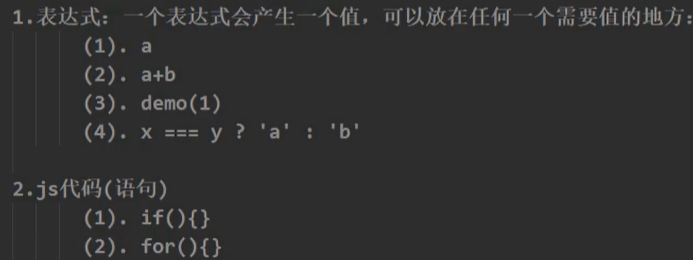 1.表达式：一个表达式会产生一个值，可以放在任何一个需要值的地方：
(1). a
(2). a+b
(3). demo(1)
(4). x === y ? 'a' : 'b'
2.js代码(语句)
(1). if(){}
(2). for(){}